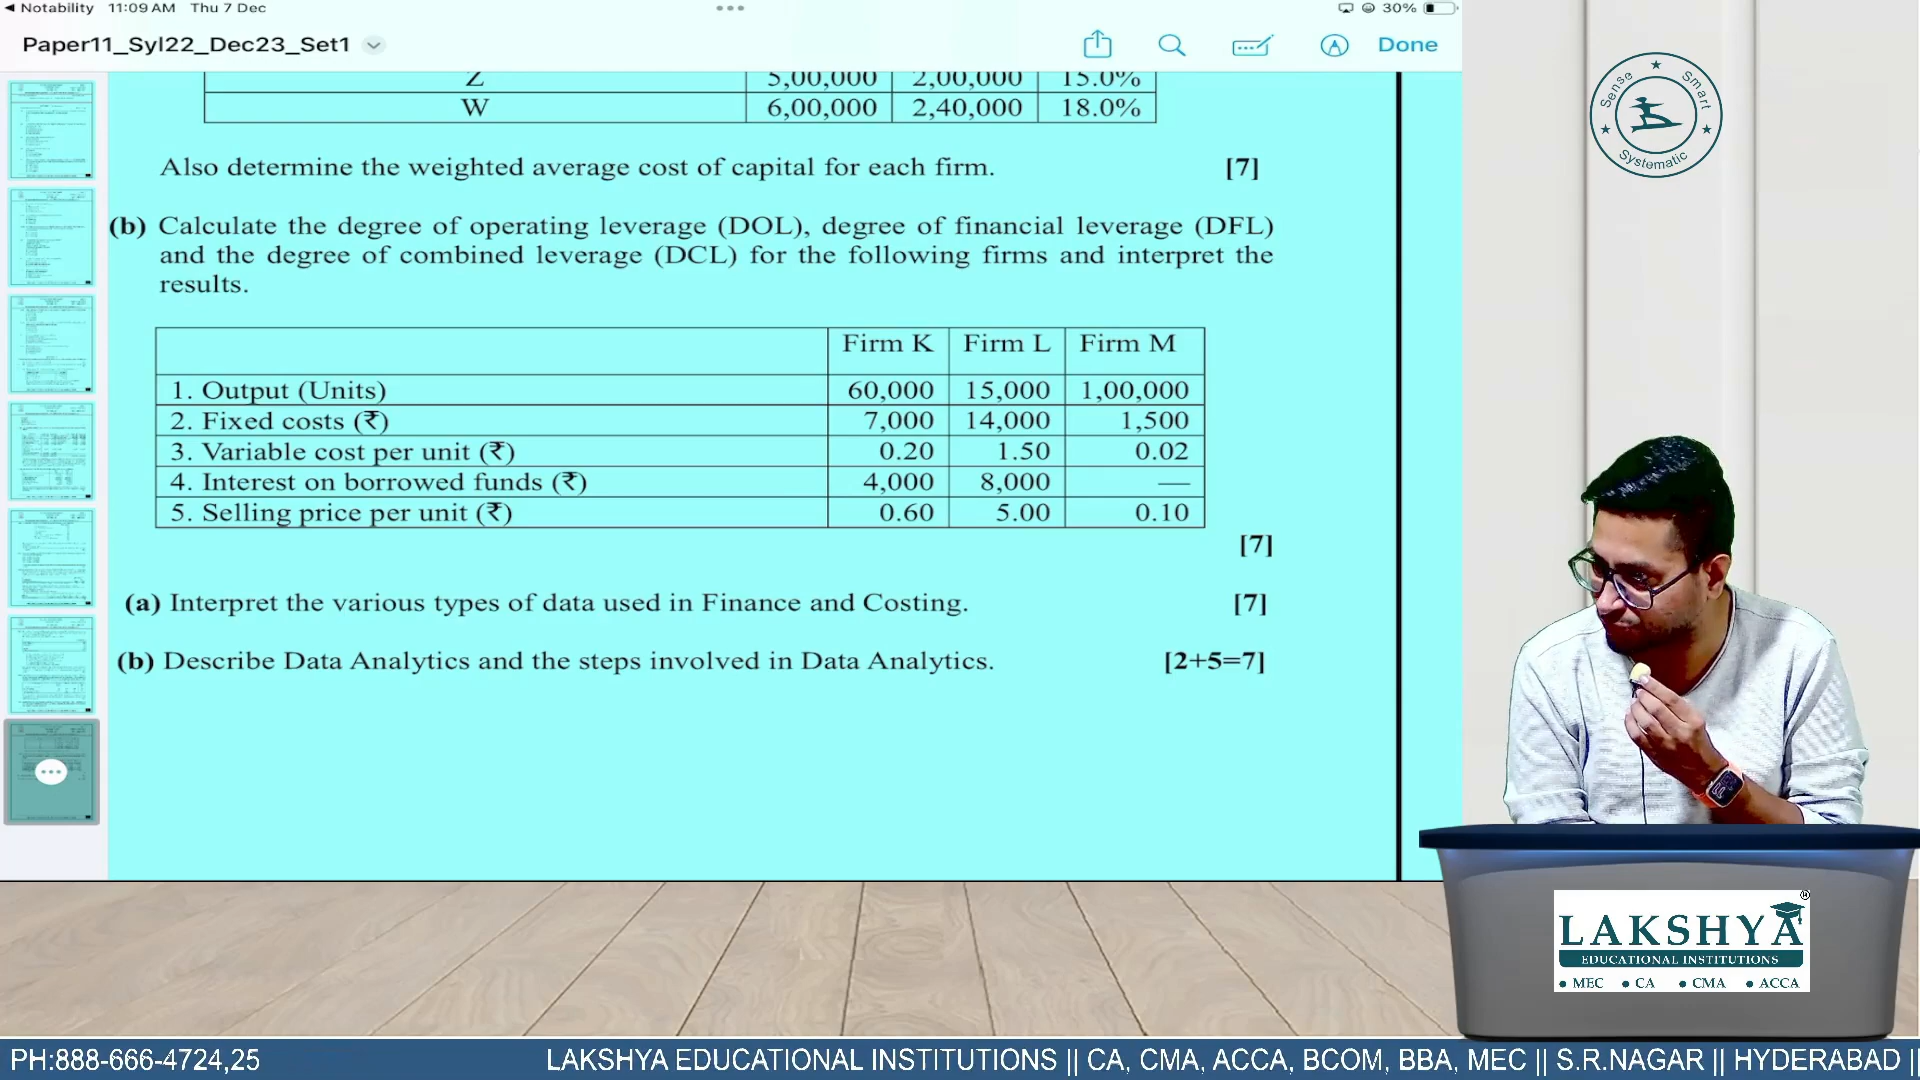 ◀ Notability 11:09 AM Thu 7 Dec
30%
Paper11_Syl22_Dec23_Set1
Done
Z 5,00,000 2,00,000 15.0%
W 6,00,000 2,40,000 18.0%
Also determine the weighted average cost of capital for each firm. [7]
(b) Calculate the degree of operating leverage (DOL), degree of financial leverage (DFL)
and the degree of combined leverage (DCL) for the following firms and interpret the
results.
Firm K Firm L Firm M
1. Output (Units) 60,000 15,000 1,00,000
2. Fixed costs (₹) 7,000 14,000 1,500
3. Variable cost per unit (₹) 0.20 1.50 0.02
4. Interest on borrowed funds (₹) 4,000 8,000 —
5. Selling price per unit (₹) 0.60 5.00 0.10
[7]
(a) Interpret the various types of data used in Finance and Costing. [7]
(b) Describe Data Analytics and the steps involved in Data Analytics. [2+5=7]
Sense Smart
Systematic
LAKSHYA®
EDUCATIONAL INSTITUTIONS
• MEC • CA • CMA • ACCA
PH:888-666-4724,25 LAKSHYA EDUCATIONAL INSTITUTIONS || CA, CMA, ACCA, BCOM, BBA, MEC || S.R.NAGAR || HYDERABAD ||